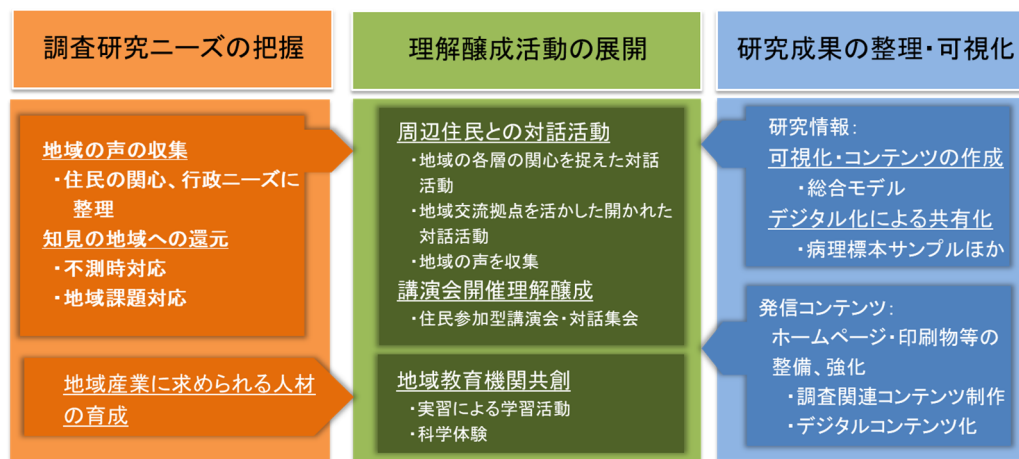 調査研究ニーズの把握
地域の声の収集
・住民の関心、行政ニーズに
整理
知見の地域への還元
・不測時対応
・地域課題対応
地域産業に求められる人材
の育成
理解醸成活動の展開
周辺住民との対話活動
・地域の各層の関心を捉えた対話
活動
・地域交流拠点を活かした開かれた
対話活動
・地域の声を収集
講演会開催理解醸成
・住民参加型講演会・対話集会
地域教育機関共創
・実習による学習活動
・科学体験
研究成果の整理・可視化
研究情報：
可視化・コンテンツの作成
・総合モデル
デジタル化による共有化
・病理標本サンプルほか
発信コンテンツ：
ホームページ・印刷物等の
整備、強化
・調査関連コンテンツ制作
・デジタルコンテンツ化